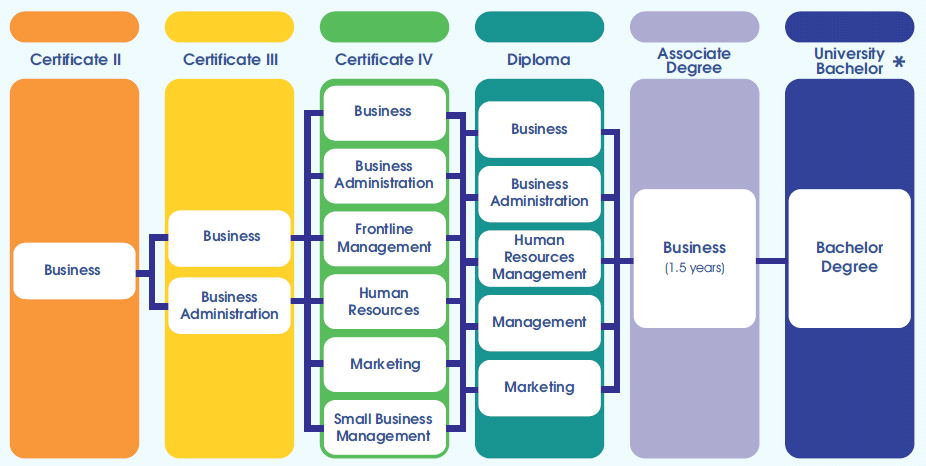 Certificate II
Certificate III
Certificate IV
Diploma
Associate
Degree
University
Bachelor *
Business
Business
Business
Administration
Business
Business
Administration
Frontline
Management
Human
Resources
Marketing
Small Business
Management
Business
Business
Administration
Human
Resources
Management
Management
Marketing
Business
(1.5 years)
Bachelor
Degree